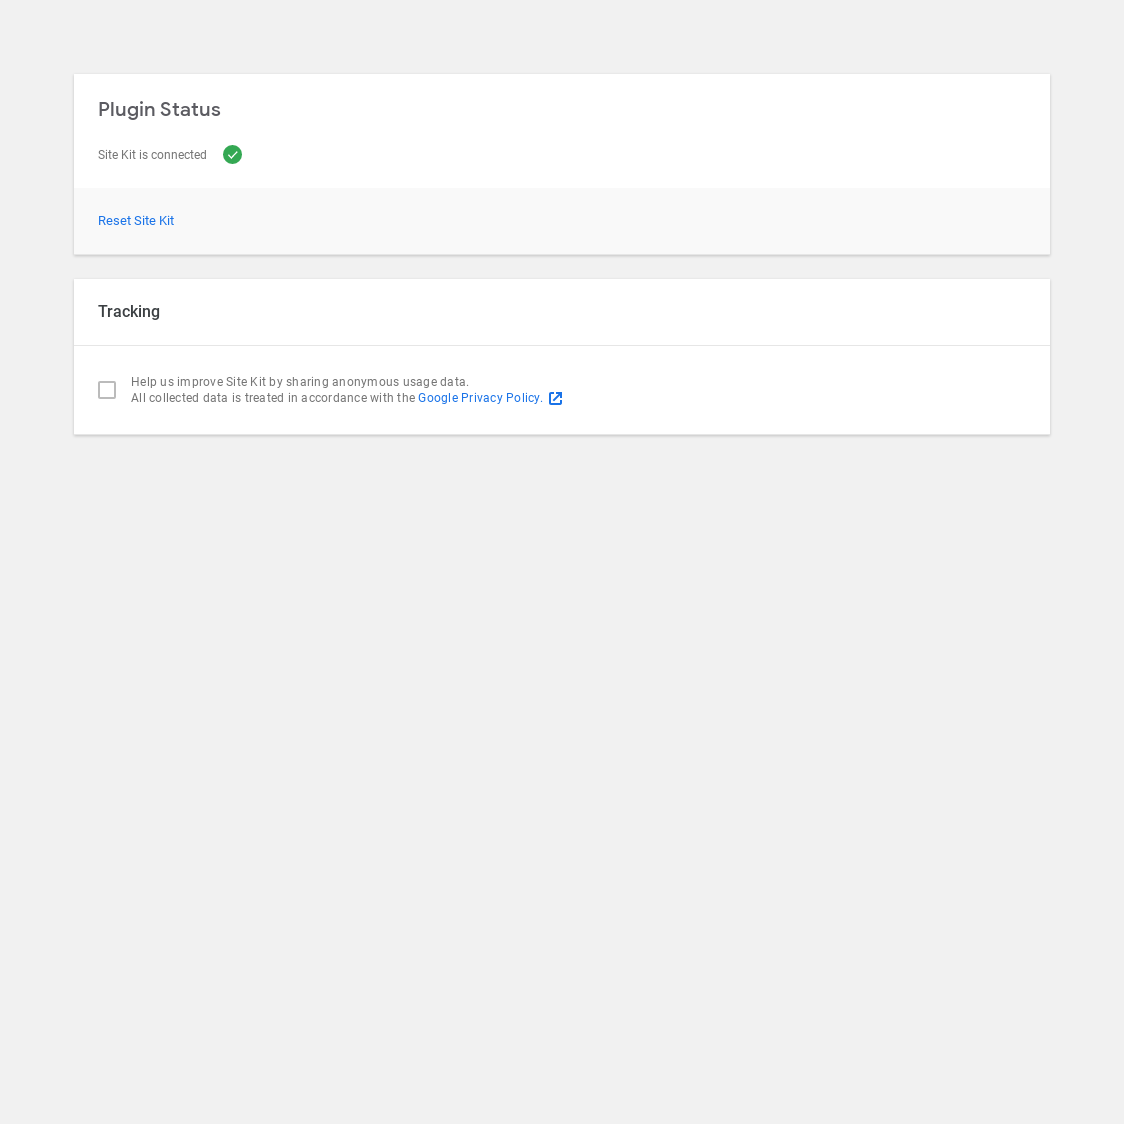 Plugin Status
Site Kit is connected
Reset Site Kit
Tracking
Help us improve Site Kit by sharing anonymous usage data.
All collected data is treated in accordance with the Google Privacy Policy.